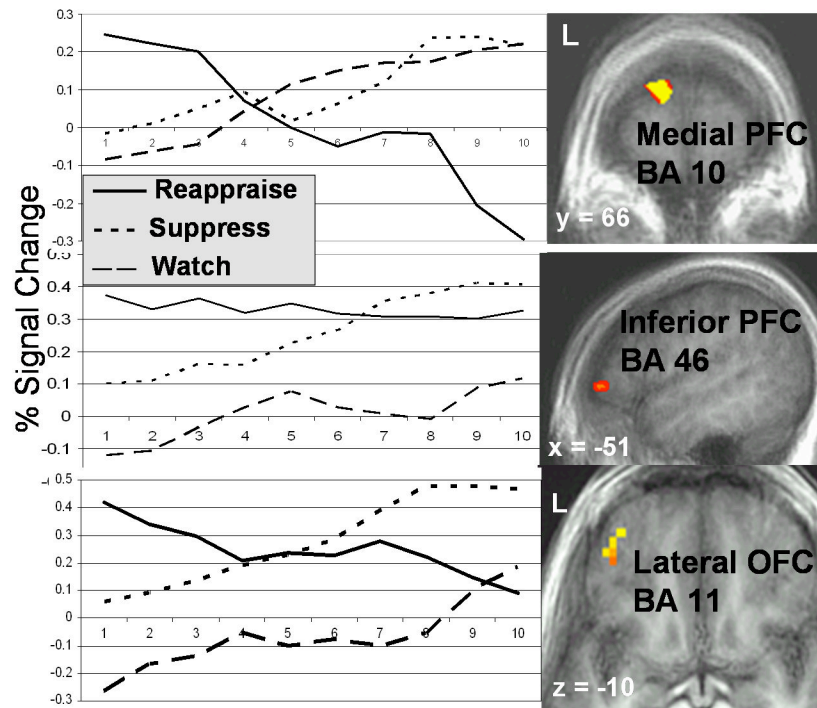 % Signal Change
0.3
0.2
0.1
0
-0.1
-0.2
-0.3
1 2 3 4 5 6 7 8 9 10
Reappraise
Suppress
Watch
L
Medial PFC
BA 10
y = 66
0.5
0.4
0.3
0.2
0.1
0
-0.1
1 2 3 4 5 6 7 8 9 10
Inferior PFC
BA 46
x = -51
0.5
0.4
0.3
0.2
0.1
0
-0.1
-0.2
-0.3
1 2 3 4 5 6 7 8 9 10
L
Lateral OFC
BA 11
z = -10